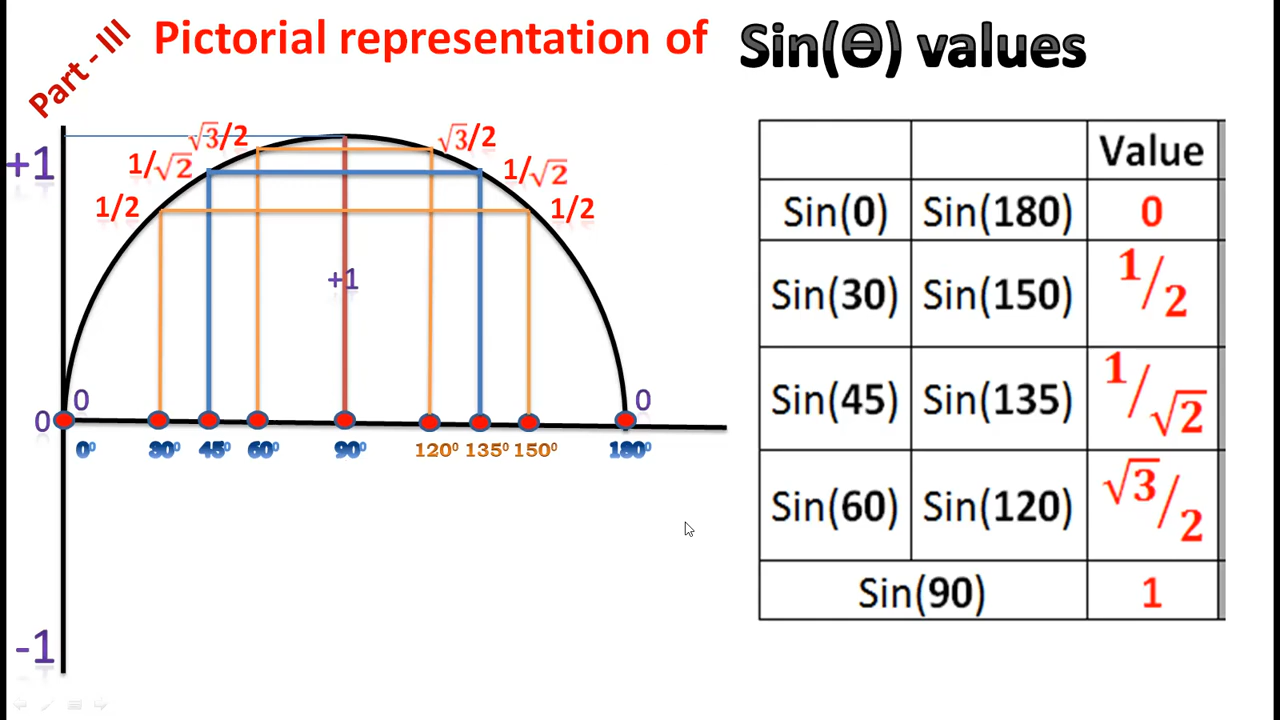 Part - III
Pictorial representation of Sin(Ɵ) values
+1
√3/2 √3/2
1/√2 1/√2
1/2 1/2
+1
0 0 0
0⁰ 30⁰ 45⁰ 60⁰ 90⁰ 120⁰ 135⁰ 150⁰ 180⁰
-1
Value
Sin(0) Sin(180) 0
Sin(30) Sin(150) 1/2
Sin(45) Sin(135) 1/√2
Sin(60) Sin(120) √3/2
Sin(90) 1